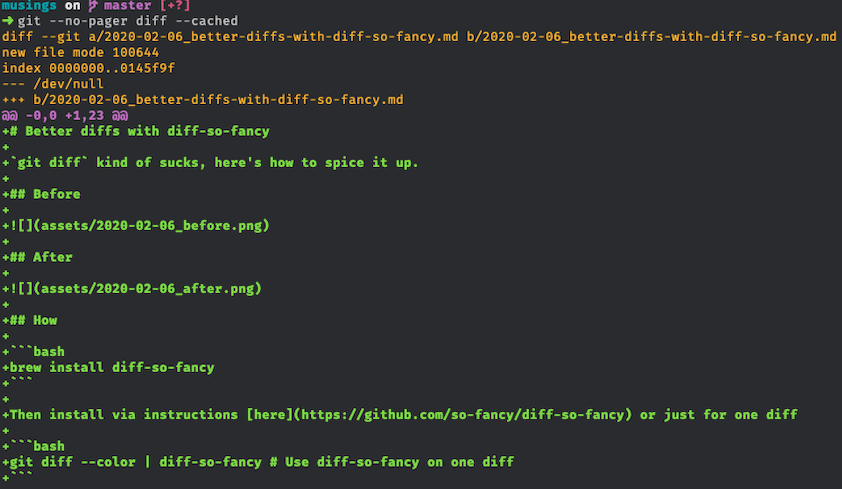 musings on master [+?]
➜ git --no-pager diff --cached
diff --git a/2020-02-06_better-diffs-with-diff-so-fancy.md b/2020-02-06_better-diffs-with-diff-so-fancy.md
new file mode 100644
index 0000000..0145f9f
--- /dev/null
+++ b/2020-02-06_better-diffs-with-diff-so-fancy.md
@@ -0,0 +1,23 @@
+# Better diffs with diff-so-fancy
+
+`git diff` kind of sucks, here's how to spice it up.
+
+## Before
+
+![](assets/2020-02-06_before.png)
+
+## After
+
+![](assets/2020-02-06_after.png)
+
+## How
+
+```bash
+brew install diff-so-fancy
+```
+
+Then install via instructions [here](https://github.com/so-fancy/diff-so-fancy) or just for one diff
+
+```bash
+git diff --color | diff-so-fancy # Use diff-so-fancy on one diff
+```